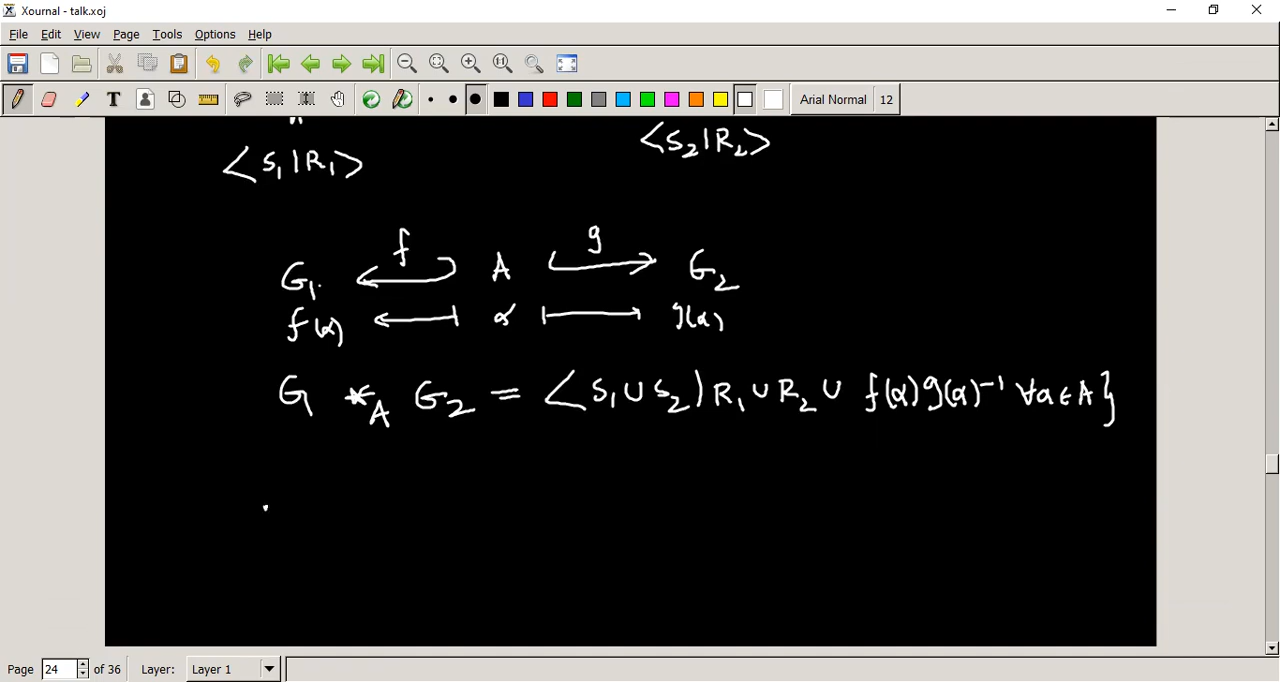 Xournal - talk.xoj
File Edit View Page Tools Options Help
T Arial Normal 12
<S₁|R₁> <S₂|R₂>
f g
G₁ A G₂
f(α) α g(α)
G *_A G₂ = <S₁∪S₂)R₁∪R₂∪ f(α)g(α)⁻¹ ∀a∈A}
Page 24 of 36 Layer: Layer 1